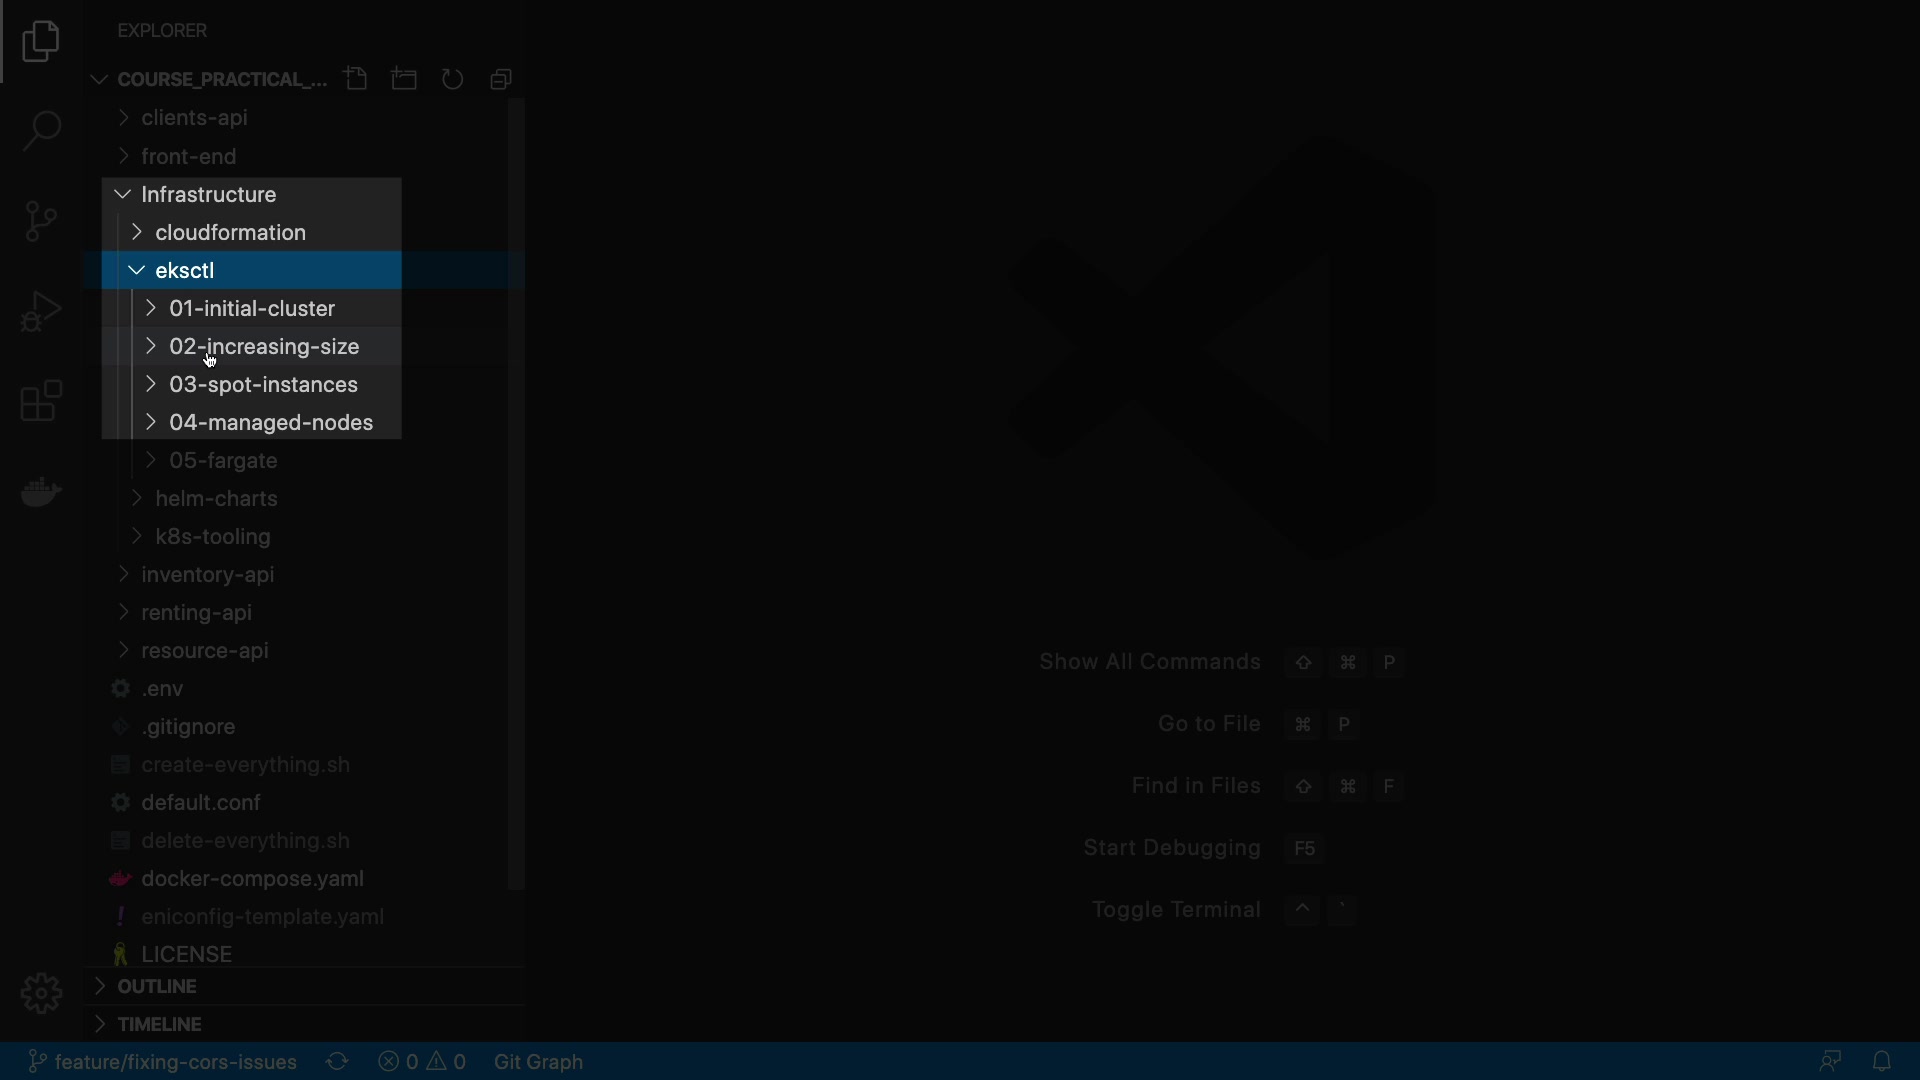 EXPLORER
COURSE_PRACTICAL_...
clients-api
front-end
Infrastructure
cloudformation
eksctl
01-initial-cluster
02-increasing-size
03-spot-instances
04-managed-nodes
05-fargate
helm-charts
k8s-tooling
inventory-api
renting-api
resource-api
.env
.gitignore
create-everything.sh
default.conf
delete-everything.sh
docker-compose.yaml
eniconfig-template.yaml
LICENSE
OUTLINE
TIMELINE
Show All Commands ⇧ ⌘ P
Go to File ⌘ P
Find in Files ⇧ ⌘ F
Start Debugging F5
Toggle Terminal ^ `
feature/fixing-cors-issues 0 0 Git Graph